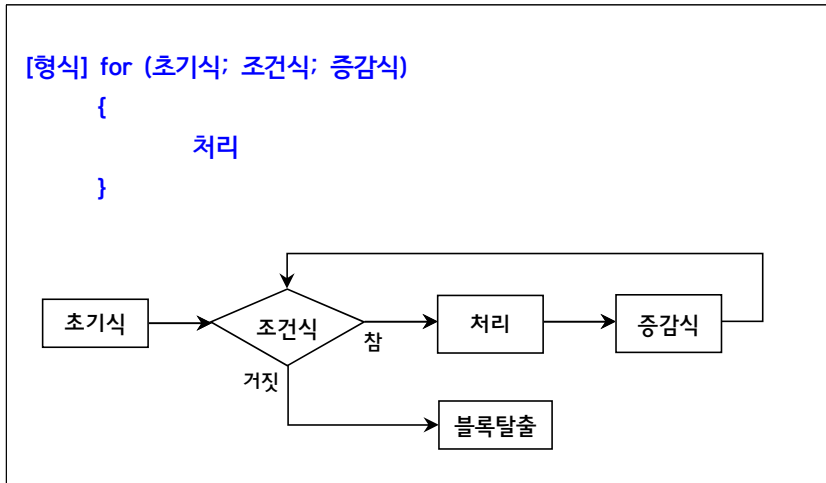 [형식] for (초기식; 조건식; 증감식)
{
처리
}
초기식
조건식
참
처리
증감식
거짓
블록탈출